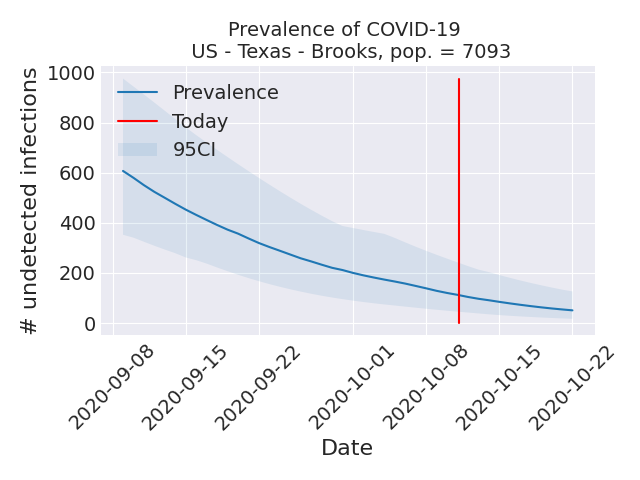 Prevalence of COVID-19
US - Texas - Brooks, pop. = 7093
# undetected infections
1000
800
600
400
200
0
Prevalence
Today
95CI
2020-09-08
2020-09-15
2020-09-22
2020-10-01
2020-10-08
2020-10-15
2020-10-22
Date